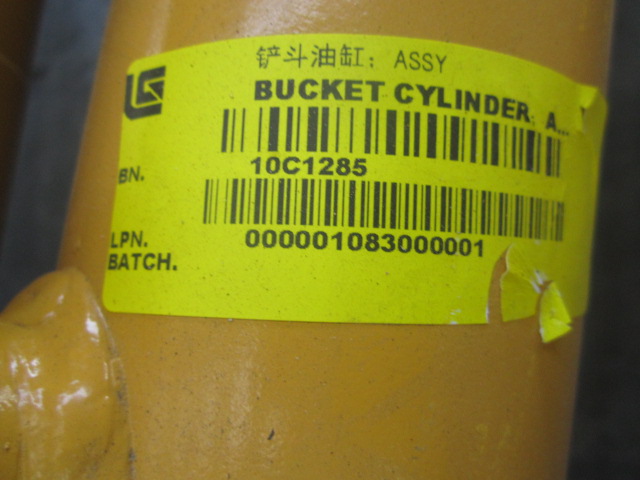 铲斗油缸; ASSY
BUCKET CYLINDER; A...
BN. 10C1285
LPN. 000001083000001
BATCH.